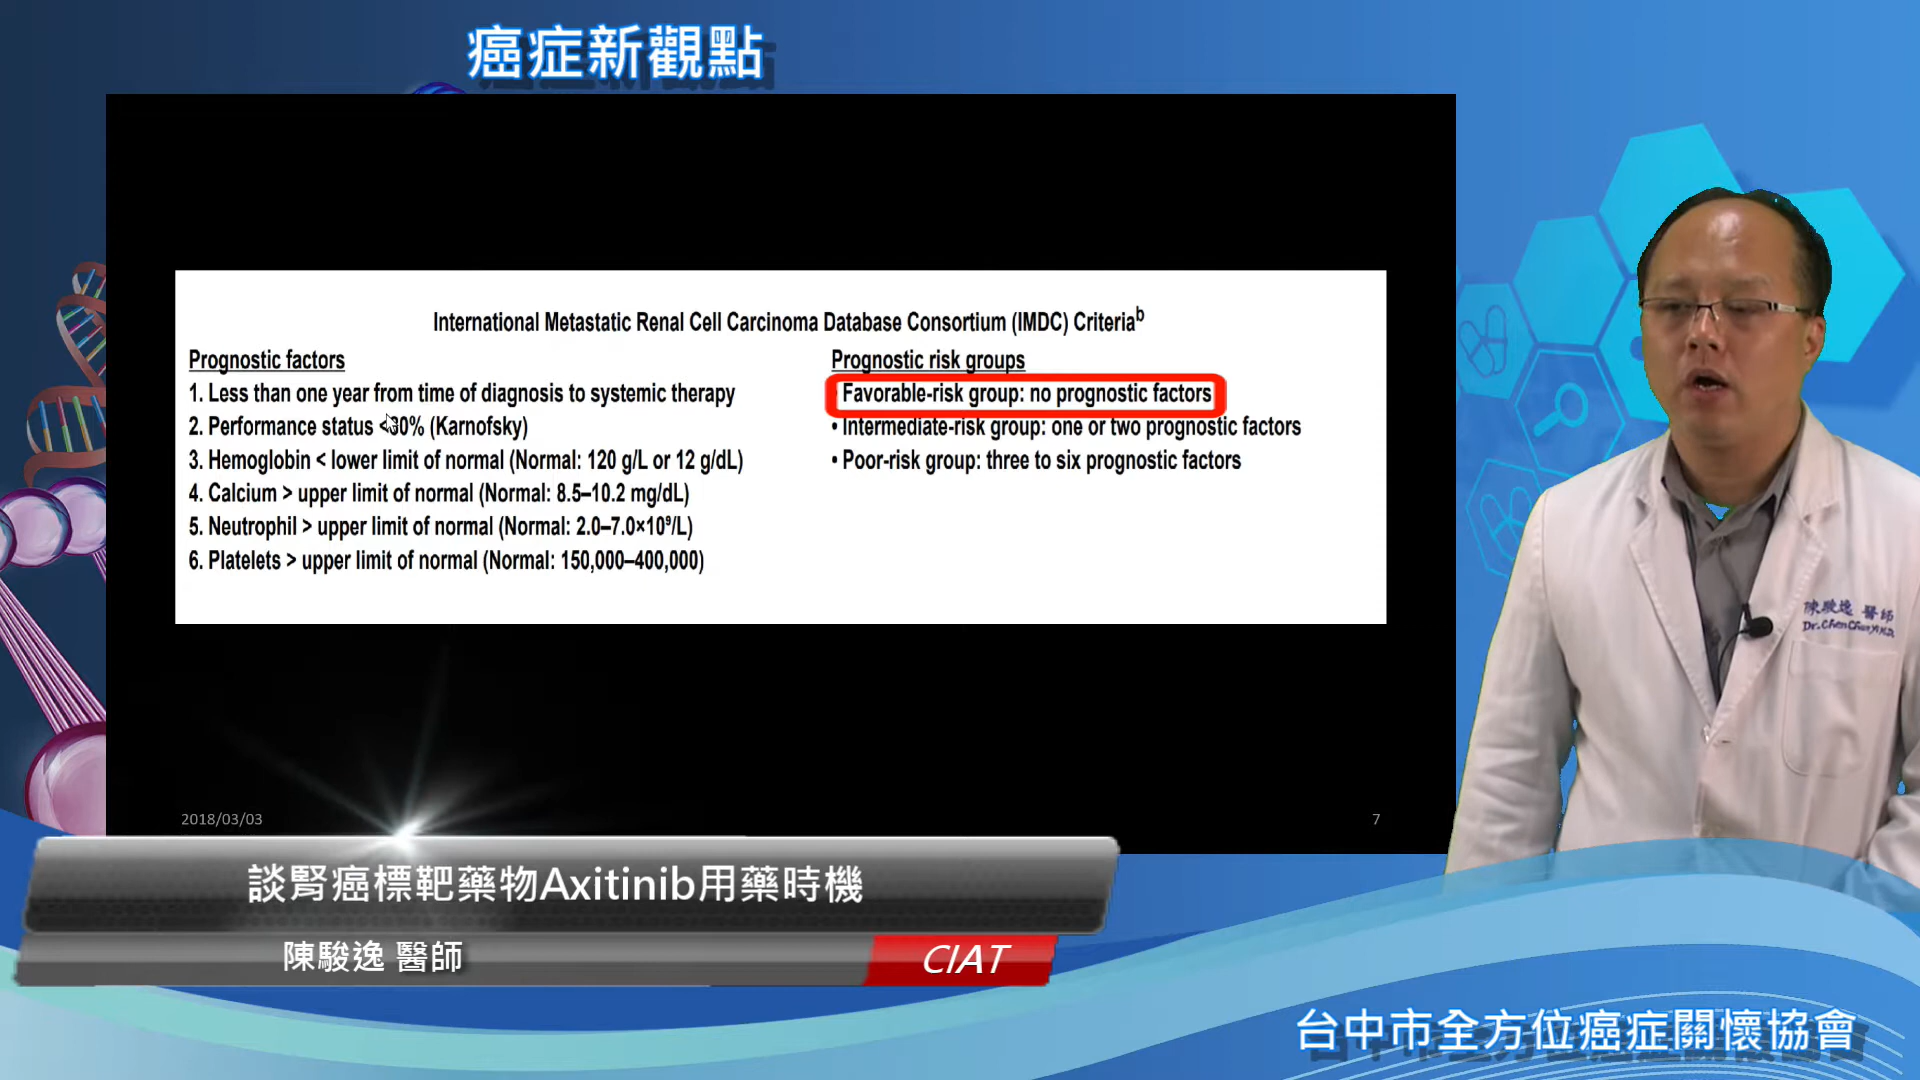 癌症新觀點
International Metastatic Renal Cell Carcinoma Database Consortium (IMDC) Criteriaᵇ
Prognostic factors
1. Less than one year from time of diagnosis to systemic therapy
2. Performance status <80% (Karnofsky)
3. Hemoglobin < lower limit of normal (Normal: 120 g/L or 12 g/dL)
4. Calcium > upper limit of normal (Normal: 8.5–10.2 mg/dL)
5. Neutrophil > upper limit of normal (Normal: 2.0–7.0×10⁹/L)
6. Platelets > upper limit of normal (Normal: 150,000–400,000)
Prognostic risk groups
Favorable-risk group: no prognostic factors
• Intermediate-risk group: one or two prognostic factors
• Poor-risk group: three to six prognostic factors
陳駿逸 醫師
Dr. Chen Chun Yi M.D.
2018/03/03
7
談腎癌標靶藥物Axitinib用藥時機
陳駿逸 醫師
CIAT
台中市全方位癌症關懷協會